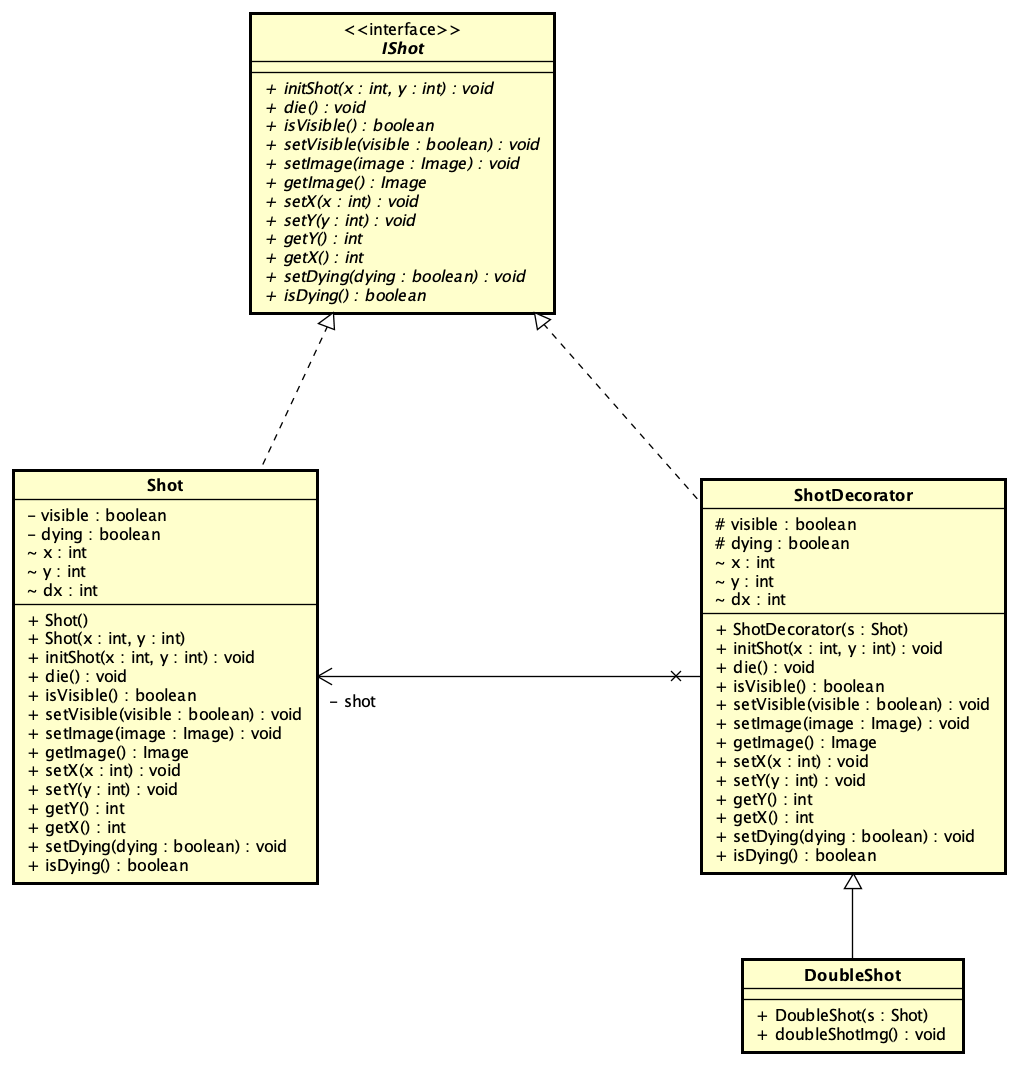 <<interface>>
IShot
+ initShot(x : int, y : int) : void
+ die() : void
+ isVisible() : boolean
+ setVisible(visible : boolean) : void
+ setImage(image : Image) : void
+ getImage() : Image
+ setX(x : int) : void
+ setY(y : int) : void
+ getY() : int
+ getX() : int
+ setDying(dying : boolean) : void
+ isDying() : boolean
Shot
- visible : boolean
- dying : boolean
~ x : int
~ y : int
~ dx : int
+ Shot()
+ Shot(x : int, y : int)
+ initShot(x : int, y : int) : void
+ die() : void
+ isVisible() : boolean
+ setVisible(visible : boolean) : void
+ setImage(image : Image) : void
+ getImage() : Image
+ setX(x : int) : void
+ setY(y : int) : void
+ getY() : int
+ getX() : int
+ setDying(dying : boolean) : void
+ isDying() : boolean
- shot
ShotDecorator
# visible : boolean
# dying : boolean
~ x : int
~ y : int
~ dx : int
+ ShotDecorator(s : Shot)
+ initShot(x : int, y : int) : void
+ die() : void
+ isVisible() : boolean
+ setVisible(visible : boolean) : void
+ setImage(image : Image) : void
+ getImage() : Image
+ setX(x : int) : void
+ setY(y : int) : void
+ getY() : int
+ getX() : int
+ setDying(dying : boolean) : void
+ isDying() : boolean
DoubleShot
+ DoubleShot(s : Shot)
+ doubleShotImg() : void